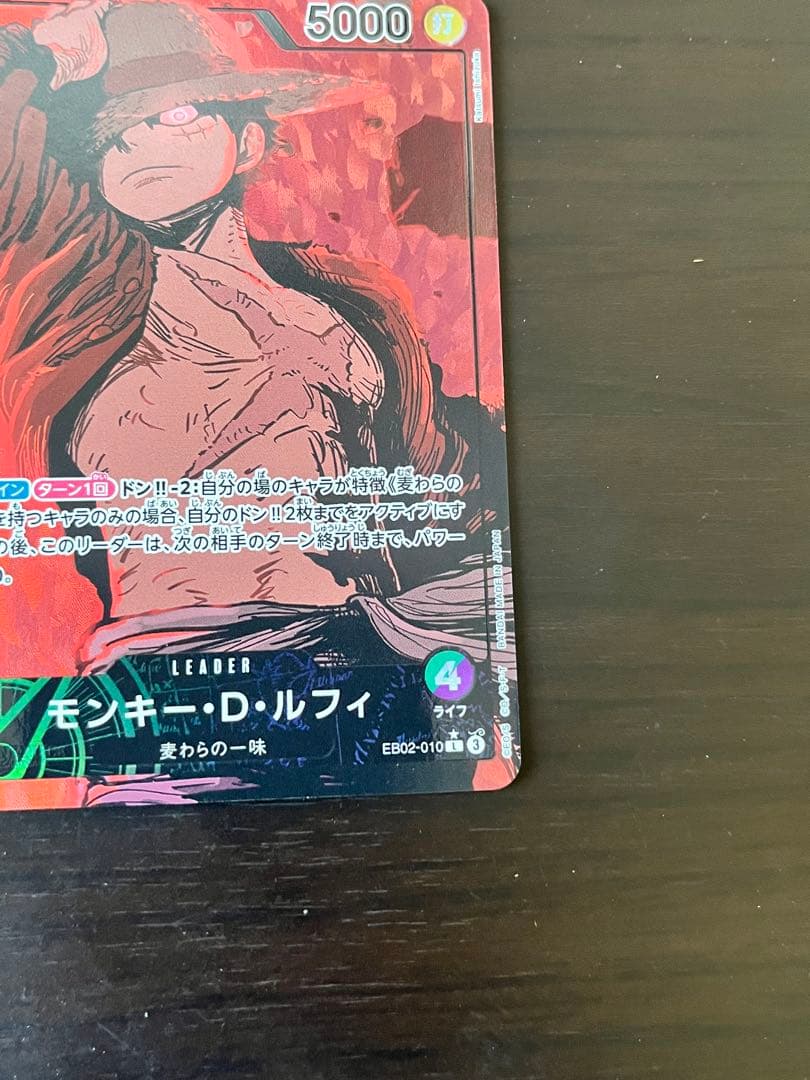 5000 打
Katsumi Ishizuka
イン ターン1回 ドン!!-2:自分の場のキャラが特徴《麦わらの
を持つキャラのみの場合、自分のドン!!2枚までをアクティブにす
の後、このリーダーは、次の相手のターン終了時まで、パワー
。
LEADER
4
モンキー・D・ルフィ
ライフ
麦わらの一味
EB02-010 L 3
BANDAI MADE IN JAPAN